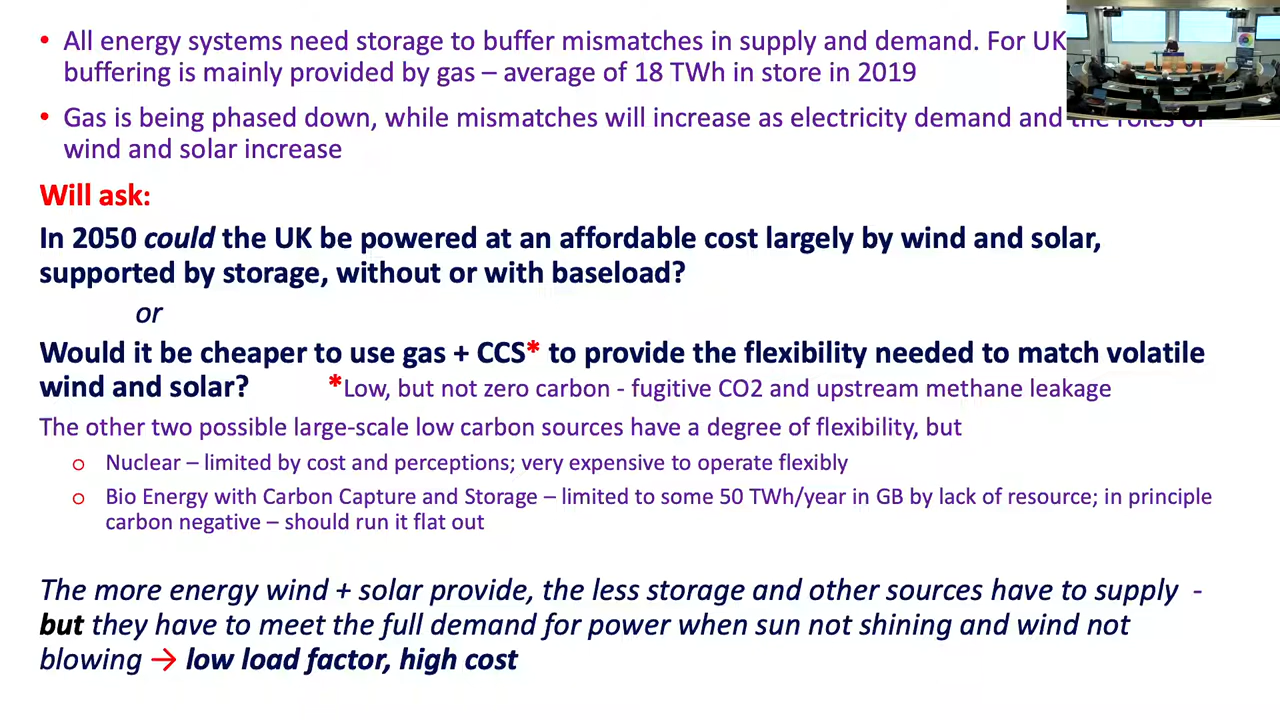 • All energy systems need storage to buffer mismatches in supply and demand. For UK
buffering is mainly provided by gas – average of 18 TWh in store in 2019
• Gas is being phased down, while mismatches will increase as electricity demand and the roles of
wind and solar increase
Will ask:
In 2050 could the UK be powered at an affordable cost largely by wind and solar,
supported by storage, without or with baseload?
or
Would it be cheaper to use gas + CCS* to provide the flexibility needed to match volatile
wind and solar? *Low, but not zero carbon - fugitive CO2 and upstream methane leakage
The other two possible large-scale low carbon sources have a degree of flexibility, but
o Nuclear – limited by cost and perceptions; very expensive to operate flexibly
o Bio Energy with Carbon Capture and Storage – limited to some 50 TWh/year in GB by lack of resource; in principle
carbon negative – should run it flat out
The more energy wind + solar provide, the less storage and other sources have to supply -
but they have to meet the full demand for power when sun not shining and wind not
blowing → low load factor, high cost